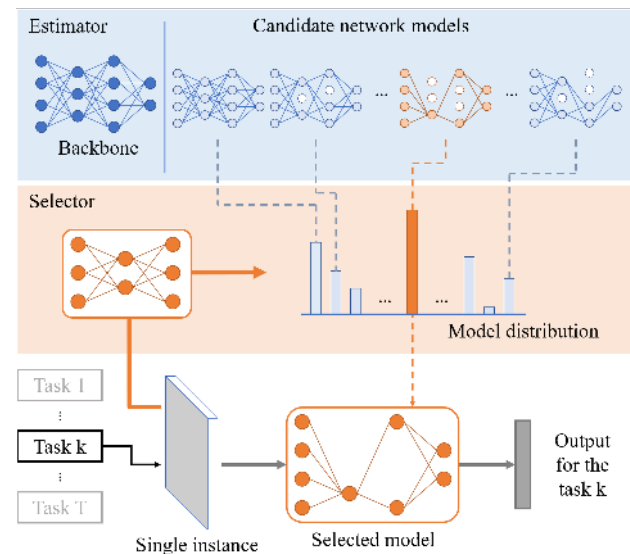 Estimator
Candidate network models
...
...
Backbone
Selector
...
...
Model distribution
Task 1
⋮
Task k
⋮
Task T
Single instance
Selected model
Output
for the
task k